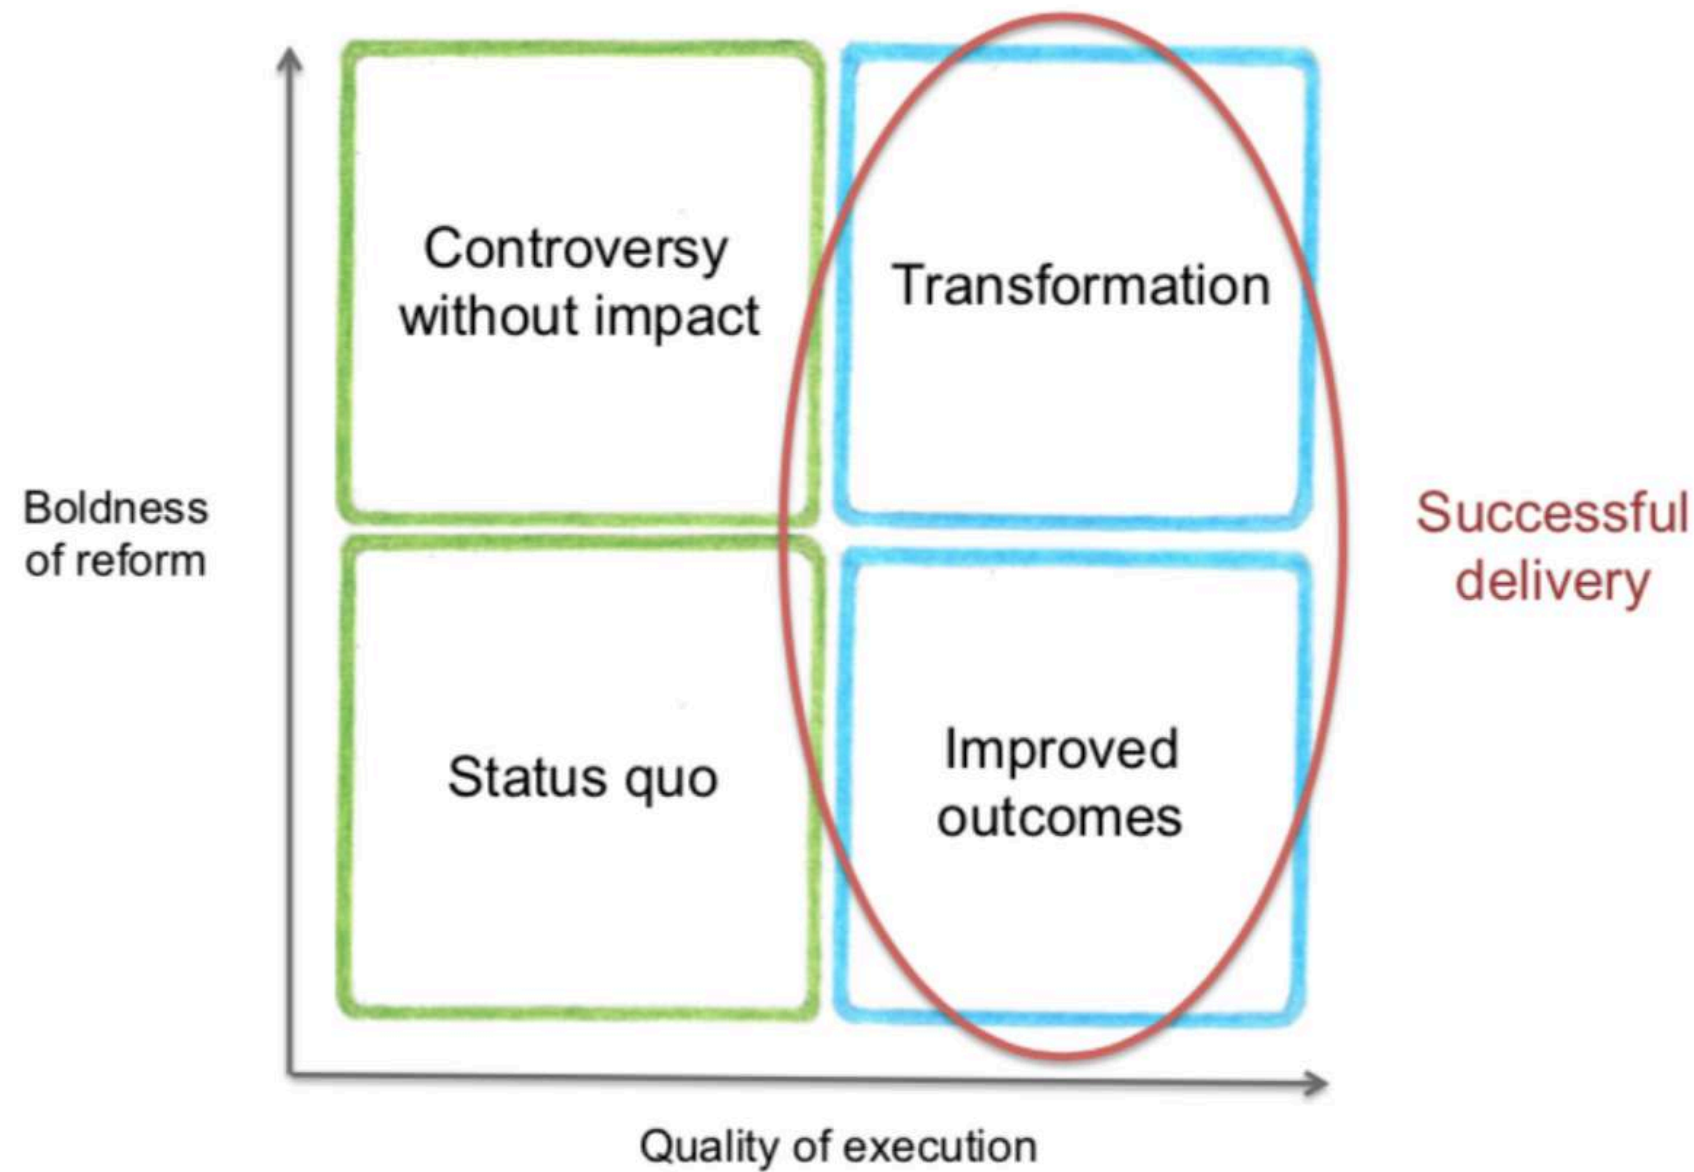 Controversy
without impact
Transformation
Boldness
of reform
Successful
delivery
Status quo
Improved
outcomes
Quality of execution